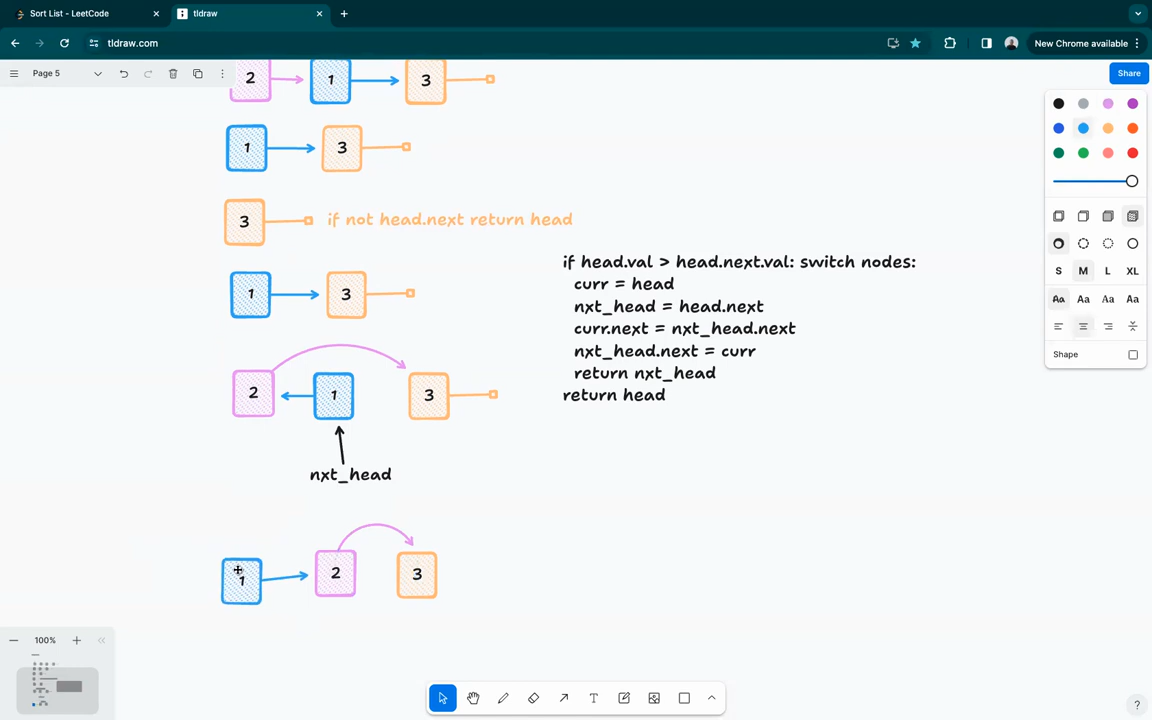 Sort List - LeetCode
tldraw
tldraw.com
New Chrome available
Page 5
Share
2
1
3
1
3
3
if not head.next return head
1
3
if head.val > head.next.val: switch nodes:
curr = head
nxt_head = head.next
curr.next = nxt_head.next
nxt_head.next = curr
return nxt_head
return head
2
1
3
nxt_head
1
2
3
S
M
L
XL
Aa
Aa
Aa
Aa
Shape
100%
T
?